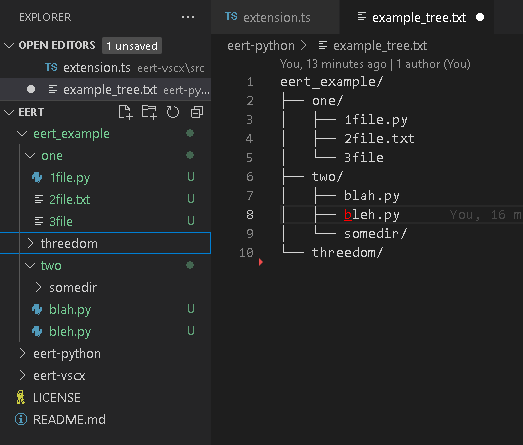 EXPLORER
OPEN EDITORS 1 unsaved
TS extension.ts eert-vscx\src
example_tree.txt eert-py...
EERT
eert_example
one
1file.py U
2file.txt U
3file U
threedom
two
somedir
blah.py U
bleh.py U
eert-python
eert-vscx
LICENSE
README.md
TS extension.ts
example_tree.txt
eert-python > example_tree.txt
You, 13 minutes ago | 1 author (You)
1 eert_example/
2 ├── one/
3 │   ├── 1file.py
4 │   ├── 2file.txt
5 │   └── 3file
6 ├── two/
7 │   ├── blah.py
8 │   ├── bleh.py You, 16 m
9 │   └── somedir/
10 └── threedom/